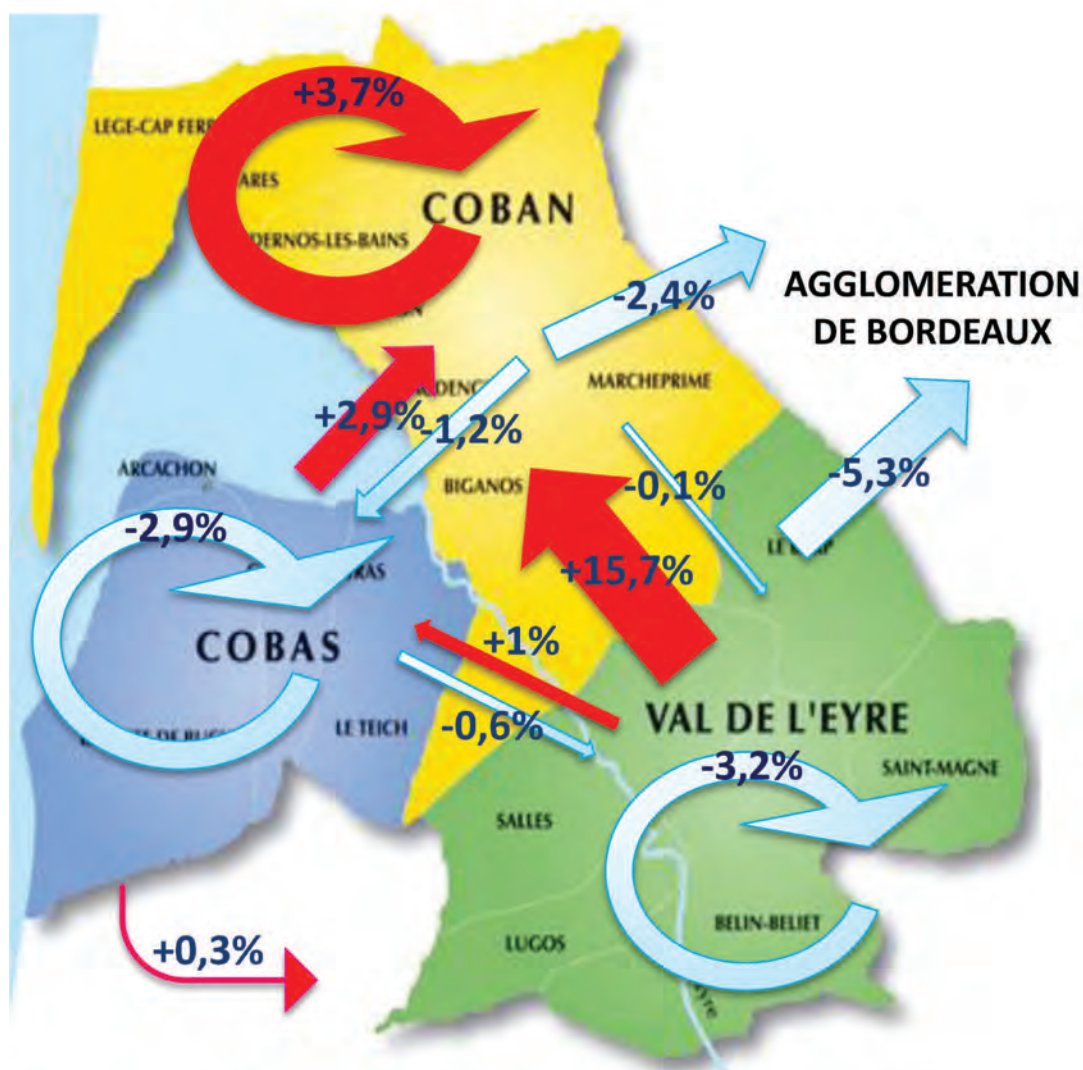 +3,7%
LEGE-CAP FER
ARES
COBAN
DERNOS-LES-BAINS
-2,4%
AGGLOMERATION
DE BORDEAUX
MARCHEPRIME
+2,9%
-1,2%
ARCACHON
BIGANOS
-0,1%
-5,3%
-2,9%
LE
+15,7%
COBAS
+1%
-0,6%
LE TEICH
VAL DE L'EYRE
-3,2%
SAINT-MAGNE
SALLES
BELIN-BELIET
LUGOS
+0,3%